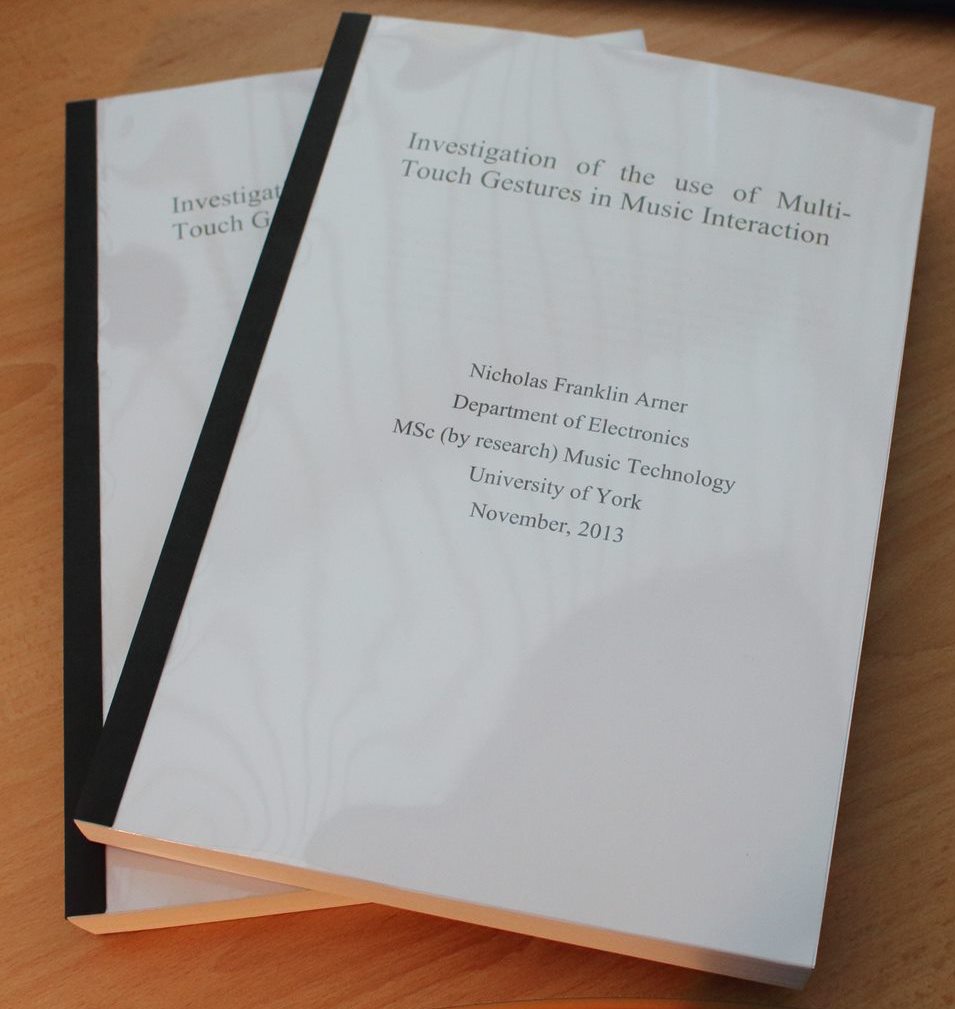 Investigation of the use of Multi-
Touch Gestures in Music Interaction
Nicholas Franklin Arner
Department of Electronics
MSc (by research) Music Technology
University of York
November, 2013
Investigat
Touch G